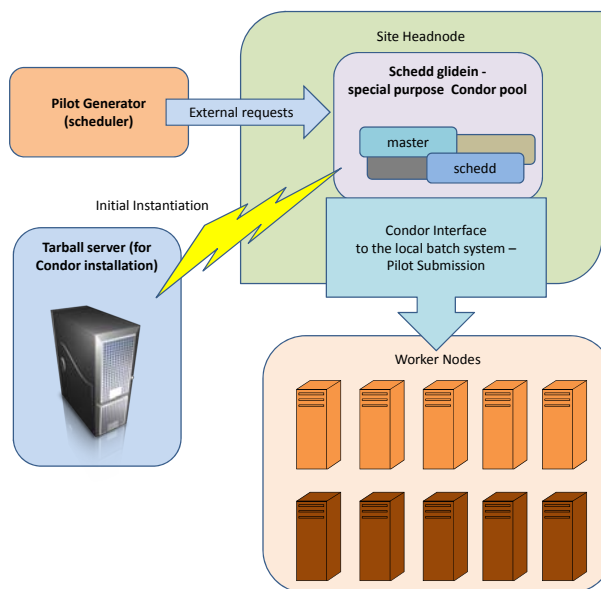 Site Headnode
Schedd glidein -
special purpose Condor pool
Pilot Generator
(scheduler)
External requests
master
schedd
Initial Instantiation
Tarball server (for
Condor installation)
Condor Interface
to the local batch system –
Pilot Submission
Worker Nodes